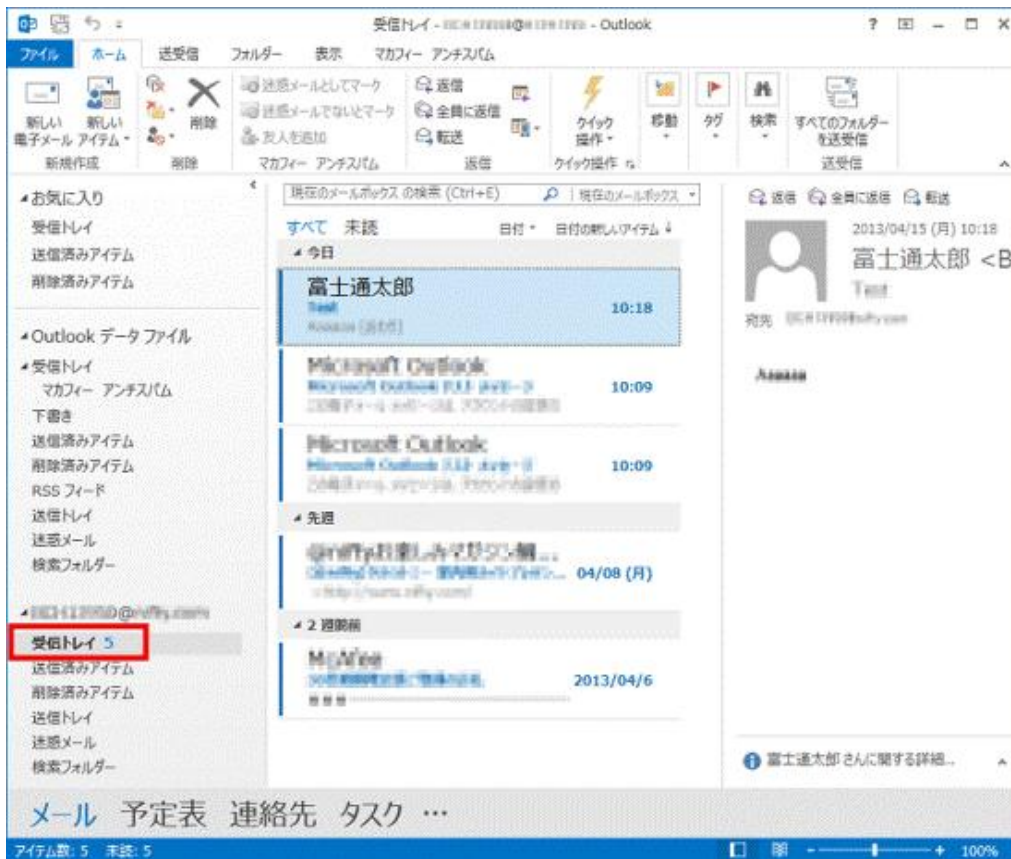 受信トレイ - - Outlook
ファイル ホーム 送受信 フォルダー 表示 マカフィー アンチスパム
新しい電子メール
新しいアイテム
新規作成
削除
削除
迷惑メールとしてマーク
迷惑メールでないとマーク
友人を追加
マカフィー アンチスパム
返信
全員に返信
転送
返信
クイック操作
クイック操作
移動
タグ
検索
すべてのフォルダーを送受信
送受信
お気に入り
受信トレイ
送信済みアイテム
削除済みアイテム
Outlook データ ファイル
受信トレイ
マカフィー アンチスパム
下書き
送信済みアイテム
削除済みアイテム
RSS フィード
送信トレイ
迷惑メール
検索フォルダー
受信トレイ 5
送信済みアイテム
削除済みアイテム
送信トレイ
迷惑メール
検索フォルダー
現在のメールボックス の検索 (Ctrl+E) 現在のメールボックス
すべて 未読 日付 日付の新しいアイテム ↓
今日
富士通太郎
Test
10:18
Microsoft Outlook
10:09
Microsoft Outlook
10:09
先週
04/08 (月)
2 週間前
McAfee
2013/04/6
返信 全員に返信 転送
2013/04/15 (月) 10:18
富士通太郎 <B
Test
宛先
富士通太郎 さんに関する詳細...
メール 予定表 連絡先 タスク …
アイテム数: 5 未読: 5 100%